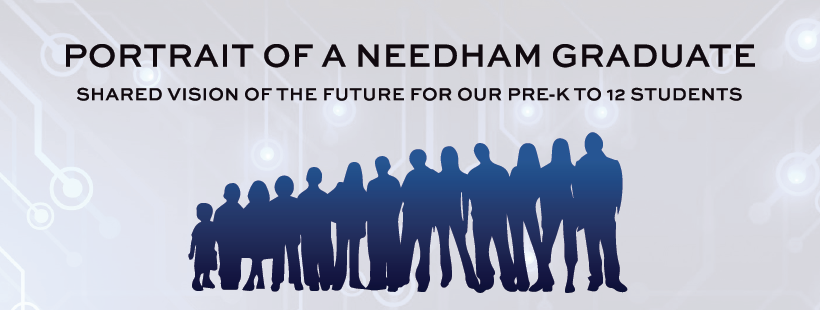 PORTRAIT OF A NEEDHAM GRADUATE
SHARED VISION OF THE FUTURE FOR OUR PRE-K TO 12 STUDENTS